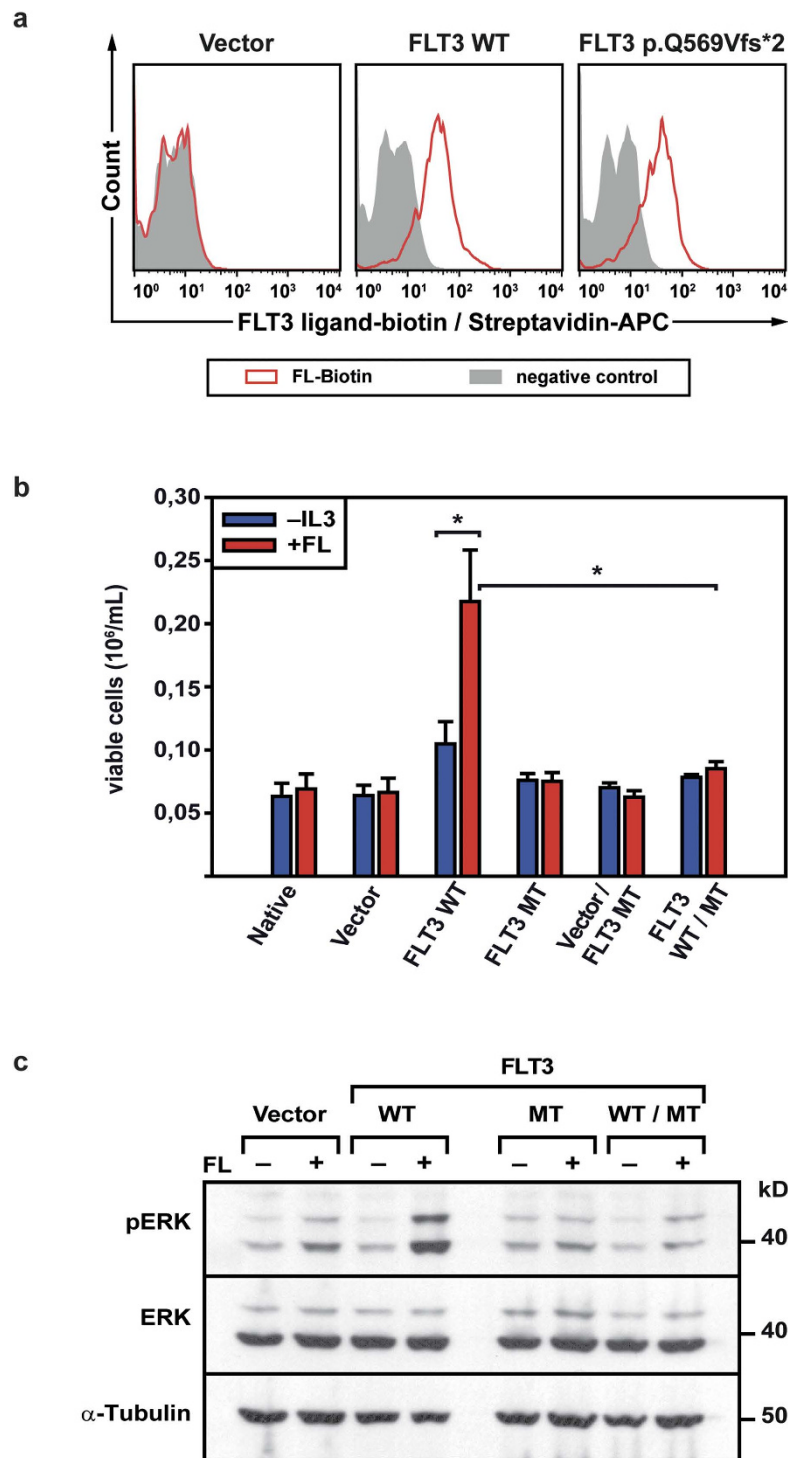 a
Vector FLT3 WT FLT3 p.Q569Vfs*2
Count
10⁰ 10¹ 10² 10³ 10⁴ 10⁰ 10¹ 10² 10³ 10⁴ 10⁰ 10¹ 10² 10³ 10⁴
FLT3 ligand-biotin / Streptavidin-APC
FL-Biotin negative control
b
viable cells (10⁶/mL)
0,30
0,25
0,20
0,15
0,10
0,05
–IL3
+FL
*
*
Native
Vector
FLT3 WT
FLT3 MT
Vector /
FLT3 MT
FLT3
WT / MT
c
FLT3
Vector WT MT WT / MT
FL – + – + – + – +
kD
pERK 40
ERK 40
α-Tubulin 50